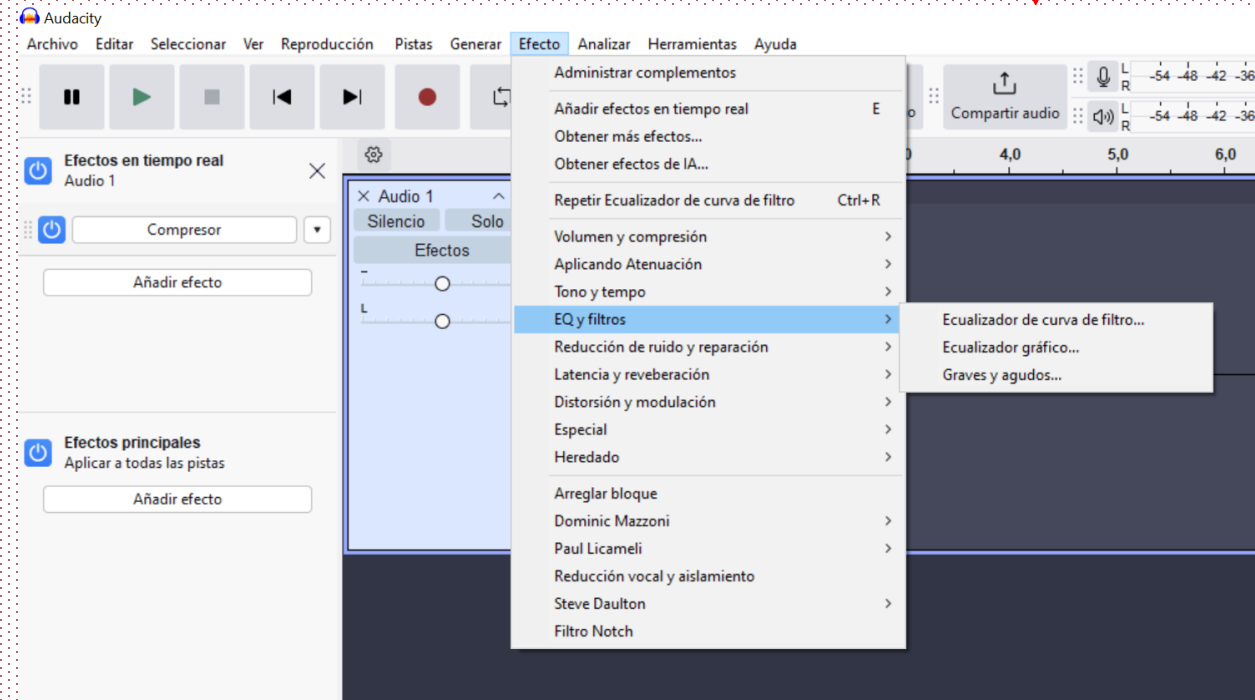 Audacity
Archivo Editar Seleccionar Ver Reproducción Pistas Generar Efecto Analizar Herramientas Ayuda
Compartir audio
L -54 -48 -42 -36
R
L -54 -48 -42 -36
R
4,0 5,0 6,0
Efectos en tiempo real
Audio 1
Compresor
Añadir efecto
Efectos principales
Aplicar a todas las pistas
Añadir efecto
Audio 1
Silencio Solo
Efectos
-
L
Administrar complementos
Añadir efectos en tiempo real E
Obtener más efectos...
Obtener efectos de IA...
Repetir Ecualizador de curva de filtro Ctrl+R
Volumen y compresión
Aplicando Atenuación
Tono y tempo
EQ y filtros
Reducción de ruido y reparación
Latencia y reveberación
Distorsión y modulación
Especial
Heredado
Arreglar bloque
Dominic Mazzoni
Paul Licameli
Reducción vocal y aislamiento
Steve Daulton
Filtro Notch
Ecualizador de curva de filtro...
Ecualizador gráfico...
Graves y agudos...